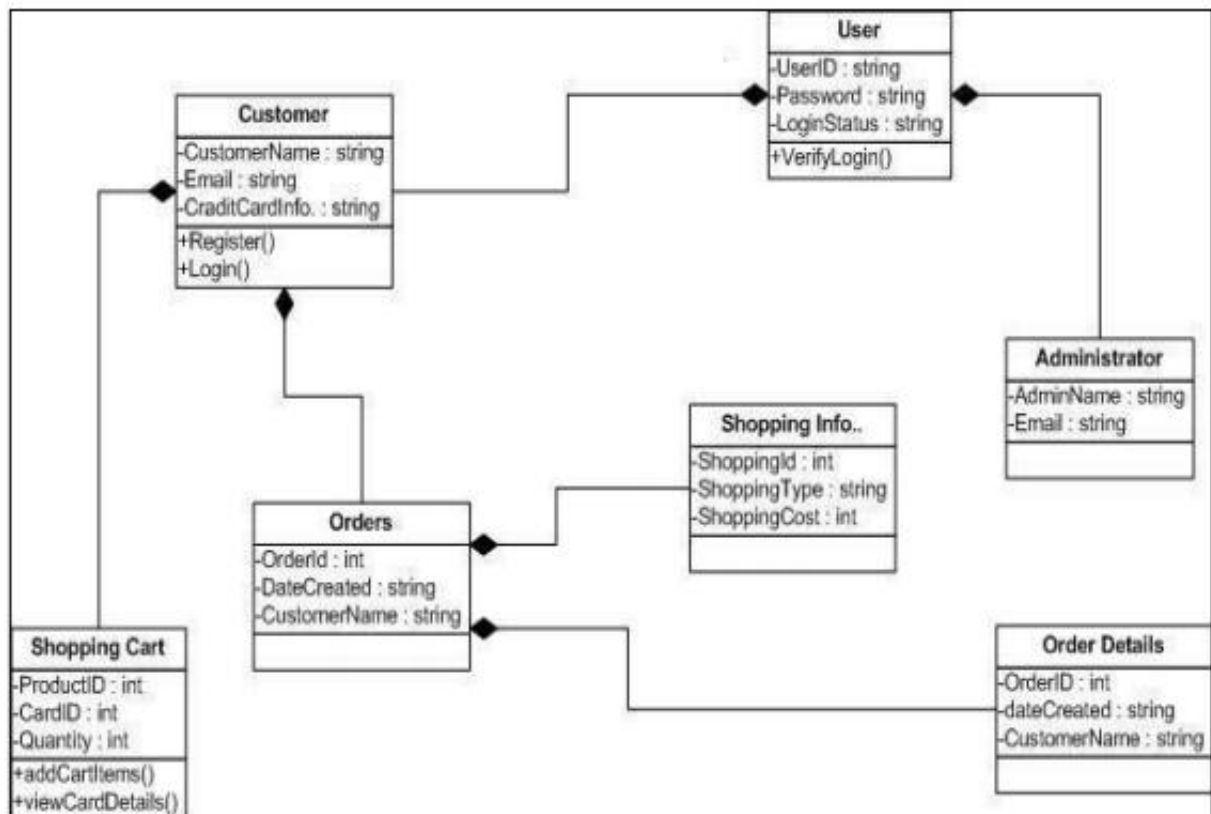 User
-UserID : string
-Password : string
-LoginStatus : string
+VerifyLogin()
Customer
-CustomerName : string
-Email : string
-CraditCardInfo. : string
+Register()
+Login()
Administrator
-AdminName : string
-Email : string
Shopping Info..
-ShoppingId : int
-ShoppingType : string
-ShoppingCost : int
Orders
-OrderId : int
-DateCreated : string
-CustomerName : string
Shopping Cart
-ProductID : int
-CardID : int
-Quantity : int
+addCartItems()
+viewCardDetails()
Order Details
-OrderID : int
-dateCreated : string
-CustomerName : string